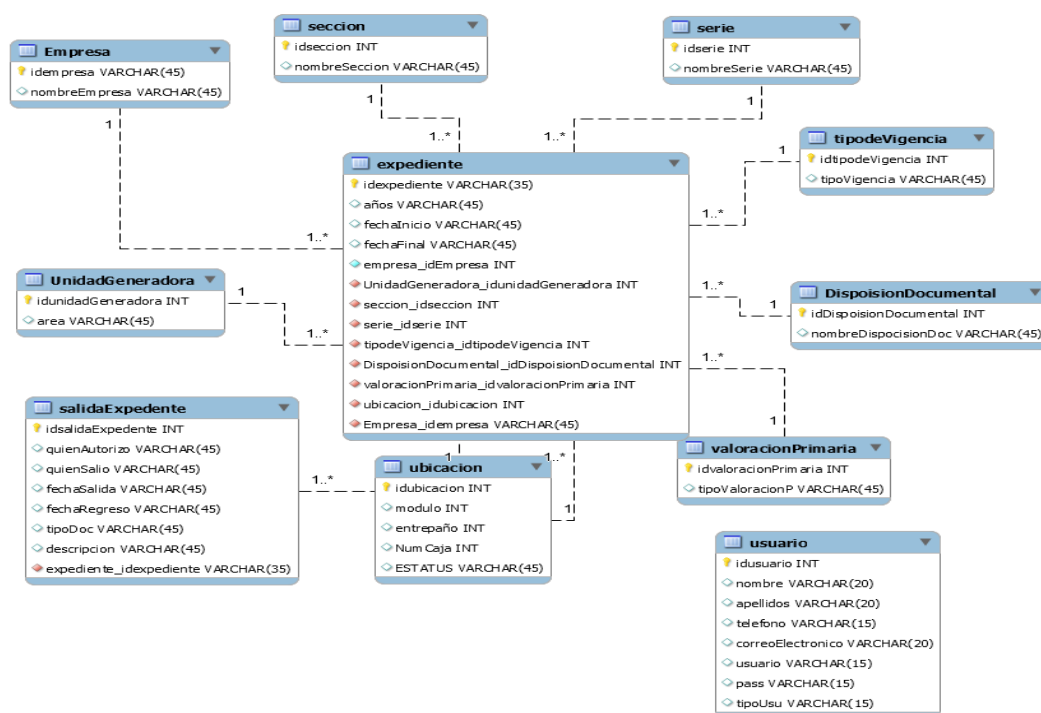 seccion
idseccion INT
nombreSeccion VARCHAR(45)
serie
idserie INT
nombreSerie VARCHAR(45)
Empresa
idempresa VARCHAR(45)
nombreEmpresa VARCHAR(45)
1
1
1
1..*
1..*
tipodeVigencia
idtipodeVigencia INT
tipoVigencia VARCHAR(45)
1
1..*
expediente
idexpediente VARCHAR(35)
años VARCHAR(45)
fechaInicio VARCHAR(45)
fechaFinal VARCHAR(45)
empresa_idEmpresa INT
UnidadGeneradora_idunidadGeneradora INT
seccion_idseccion INT
serie_idserie INT
tipodeVigencia_idtipodeVigencia INT
DispoisionDocumental_idDispoisionDocumental INT
valoracionPrimaria_idvaloracionPrimaria INT
ubicacion_idubicacion INT
Empresa_idempresa VARCHAR(45)
1..*
UnidadGeneradora
idunidadGeneradora INT
area VARCHAR(45)
1
1..*
DispoisionDocumental
idDispoisionDocumental INT
nombreDispocisionDoc VARCHAR(45)
1..*
1
1..*
1
valoracionPrimaria
idvaloracionPrimaria INT
tipoValoracionP VARCHAR(45)
salidaExpedente
idsalidaExpedente INT
quienAutorizo VARCHAR(45)
quienSalio VARCHAR(45)
fechaSalida VARCHAR(45)
fechaRegreso VARCHAR(45)
tipoDoc VARCHAR(45)
descripcion VARCHAR(45)
expediente_idexpediente VARCHAR(35)
1..*
1
1..*
1
ubicacion
idubicacion INT
modulo INT
entrepaño INT
NumCaja INT
ESTATUS VARCHAR(45)
usuario
idusuario INT
nombre VARCHAR(20)
apellidos VARCHAR(20)
telefono VARCHAR(15)
correoElectronico VARCHAR(20)
usuario VARCHAR(15)
pass VARCHAR(15)
tipoUsu VARCHAR(15)